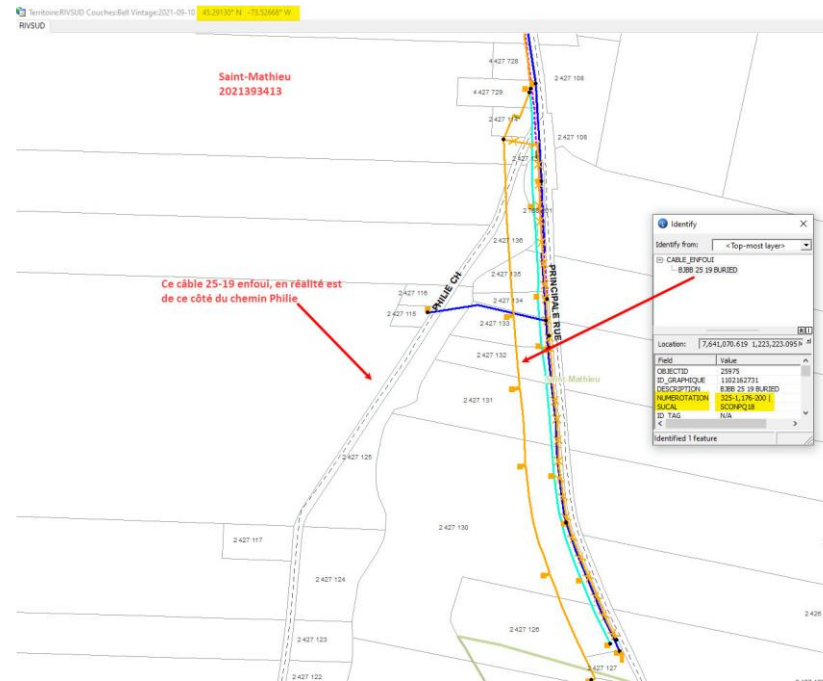 Territoire:RIVSUD Couches:Bell Vintage:2021-09-10 45.29130° N -73.52668° W
RIVSUD
Saint-Mathieu
2021393413
4 427 728
2 427 108
4 427 729
2 427 108
2 427 136
2 427 135
2 427 134
2 427 133
2 427 132
2 427 116
2 427 115
PHILIE CH
PRINCIPALE RUE
Ce câble 25-19 enfoui, en réalité est
de ce côté du chemin Philie
Saint-Mathieu
2 427 131
2 427 125
2 427 130
2 427 117
2 427 124
2 427 126
2 427 123
2 427 127
2 427 122
Identify
Identify from: <Top-most layer>
CABLE_ENFOUI
BJBB 25 19 BURIED
Location: 7,641,070.619 1,223,223.095
Field Value
OBJECTID 25975
ID_GRAPHIQUE 1102162731
DESCRIPTION BJBB 25 19 BURIED
NUMEROTATION 325-1,176-200 |
SUCAL SCONPQ18
ID_TAG N/A
Identified 1 feature